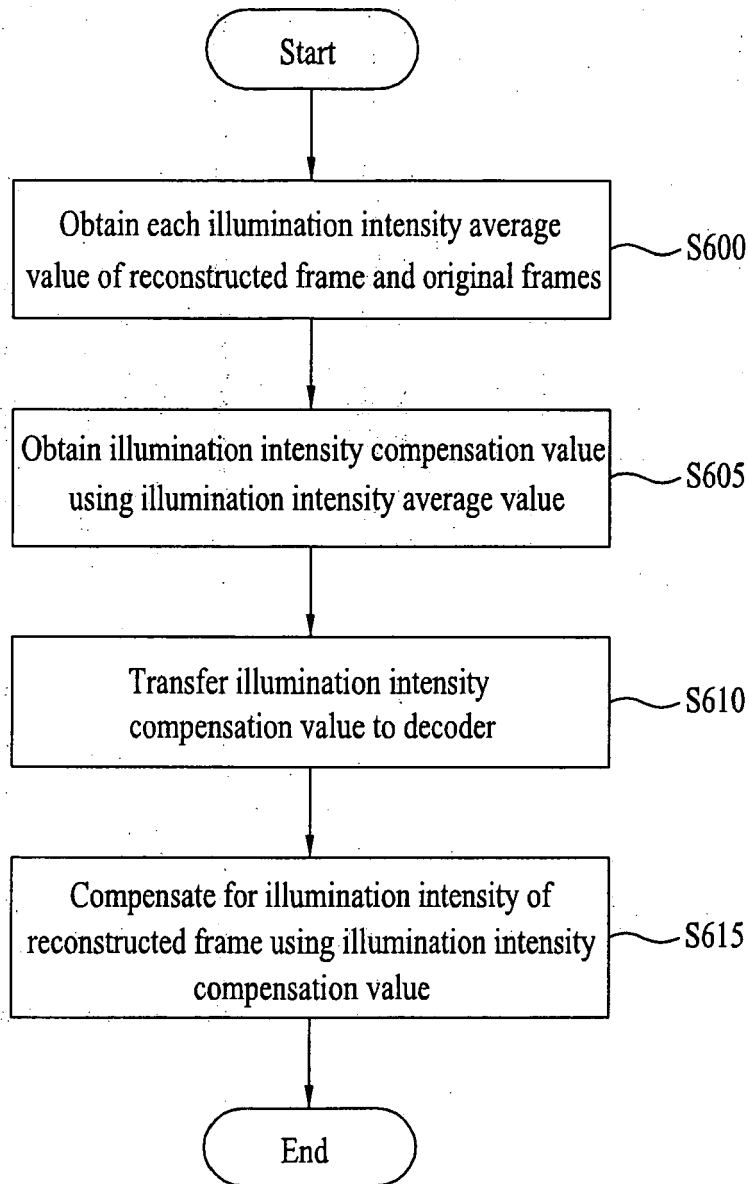 Start
Obtain each illumination intensity average
value of reconstructed frame and original frames
S600
Obtain illumination intensity compensation value
using illumination intensity average value
S605
Transfer illumination intensity
compensation value to decoder
S610
Compensate for illumination intensity of
reconstructed frame using illumination intensity
compensation value
S615
End